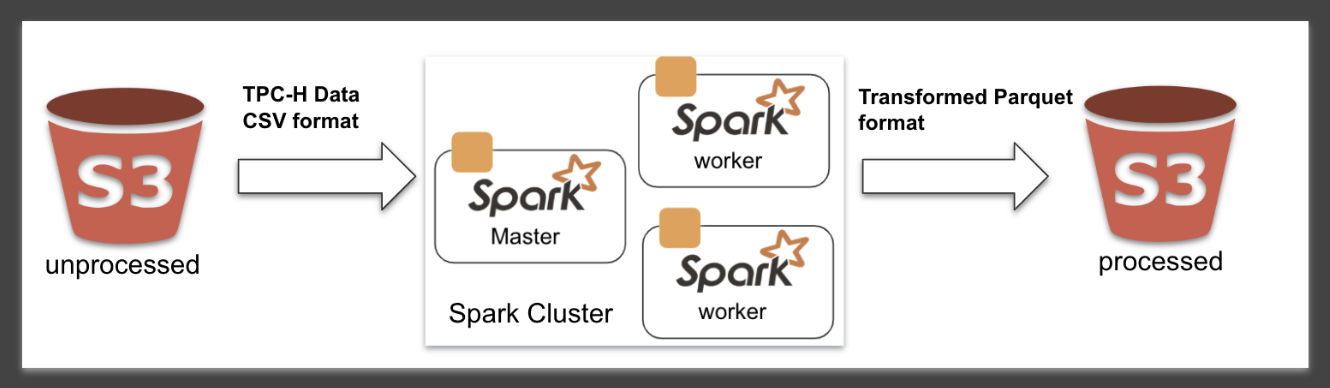 S3
unprocessed
TPC-H Data
CSV format
Spark
Master
Spark
worker
Spark
worker
Spark Cluster
Transformed Parquet
format
S3
processed